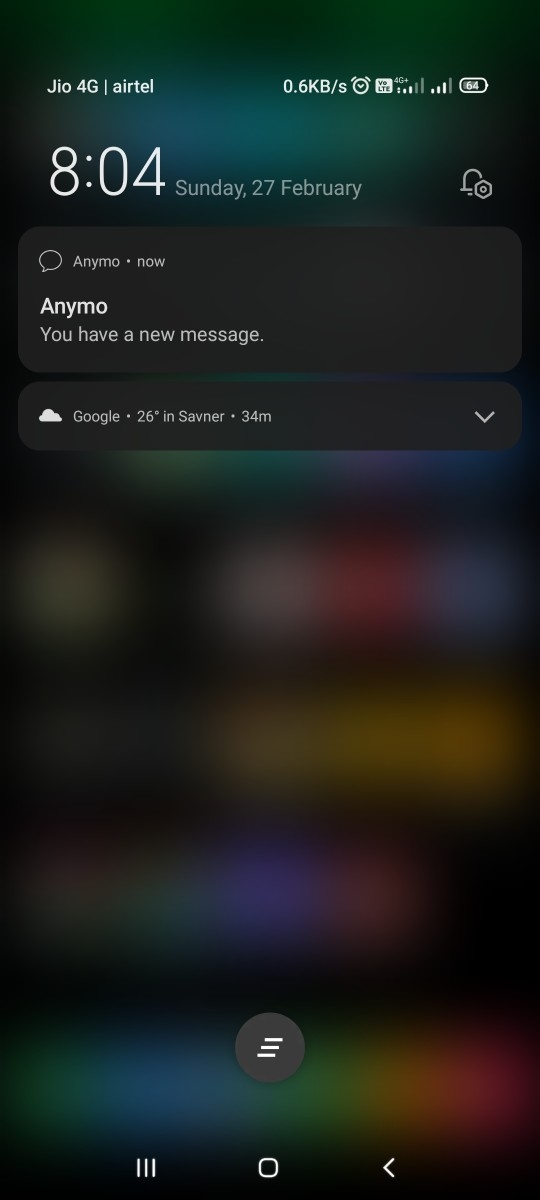 Jio 4G | airtel 0.6KB/s Vo LTE 4G+ 64
8:04 Sunday, 27 February
Anymo • now
Anymo
You have a new message.
Google • 26° in Savner • 34m